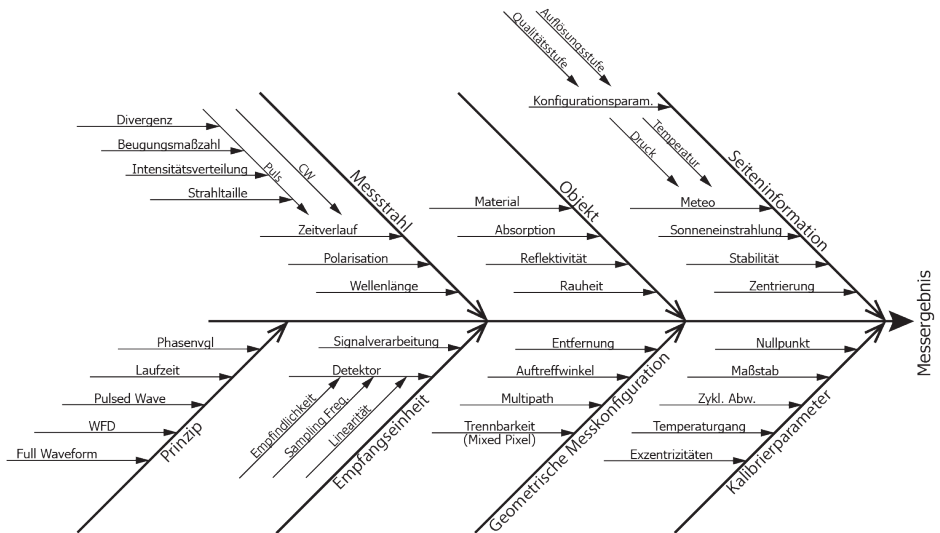 Auflösungsstufe
Qualitätsstufe
Konfigurationsparam.
Temperatur
Druck
Seiteninformation
Meteo
Sonneneinstrahlung
Stabilität
Zentrierung
Divergenz
Beugungsmaßzahl
Intensitätsverteilung
Strahltaille
Puls
CW
Messstrahl
Zeitverlauf
Polarisation
Wellenlänge
Objekt
Material
Absorption
Reflektivität
Rauheit
Messergebnis
Phasenvgl
Laufzeit
Pulsed Wave
WFD
Full Waveform
Prinzip
Signalverarbeitung
Detektor
Empfindlichkeit
Sampling Freq.
Linearität
Empfangseinheit
Entfernung
Auftreffwinkel
Multipath
Trennbarkeit
(Mixed Pixel)
Geometrische Messkonfiguration
Nullpunkt
Maßstab
Zykl. Abw.
Temperaturgang
Exzentrizitäten
Kalibrierparameter